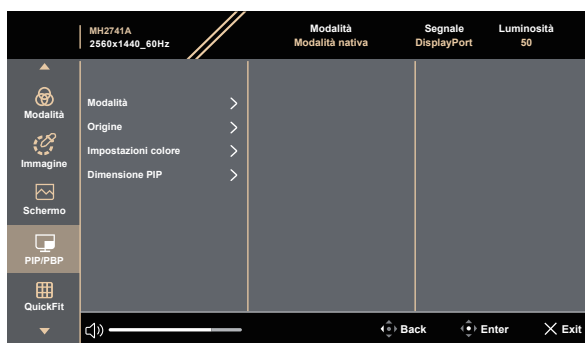 MH2741A
2560x1440_60Hz
Modalità
Modalità nativa
Segnale
DisplayPort
Luminosità
50
Modalità
Immagine
Schermo
PIP/PBP
QuickFit
Modalità
Origine
Impostazioni colore
Dimensione PIP
Back
Enter
Exit